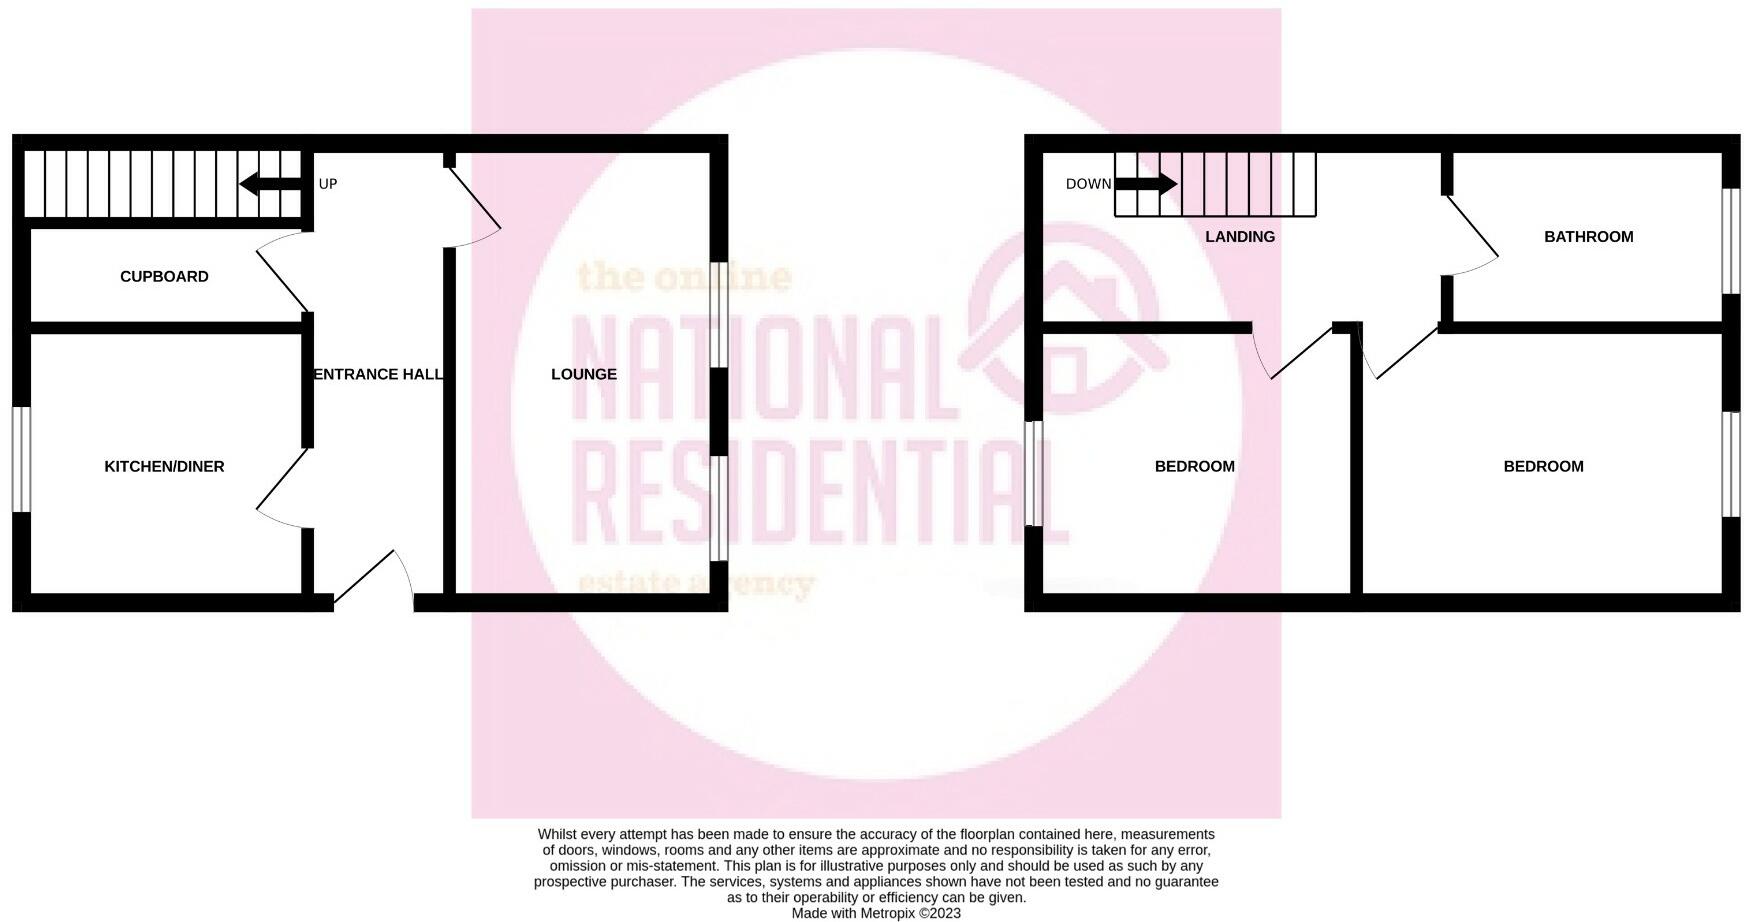 UP
CUPBOARD
ENTRANCE HALL
LOUNGE
KITCHEN/DINER
DOWN
LANDING
BATHROOM
BEDROOM
BEDROOM
the online
NATIONAL
RESIDENTIAL
estate agency
Whilst every attempt has been made to ensure the accuracy of the floorplan contained here, measurements
of doors, windows, rooms and any other items are approximate and no responsibility is taken for any error,
omission or mis-statement. This plan is for illustrative purposes only and should be used as such by any
prospective purchaser. The services, systems and appliances shown have not been tested and no guarantee
as to their operability or efficiency can be given.
Made with Metropix ©2023